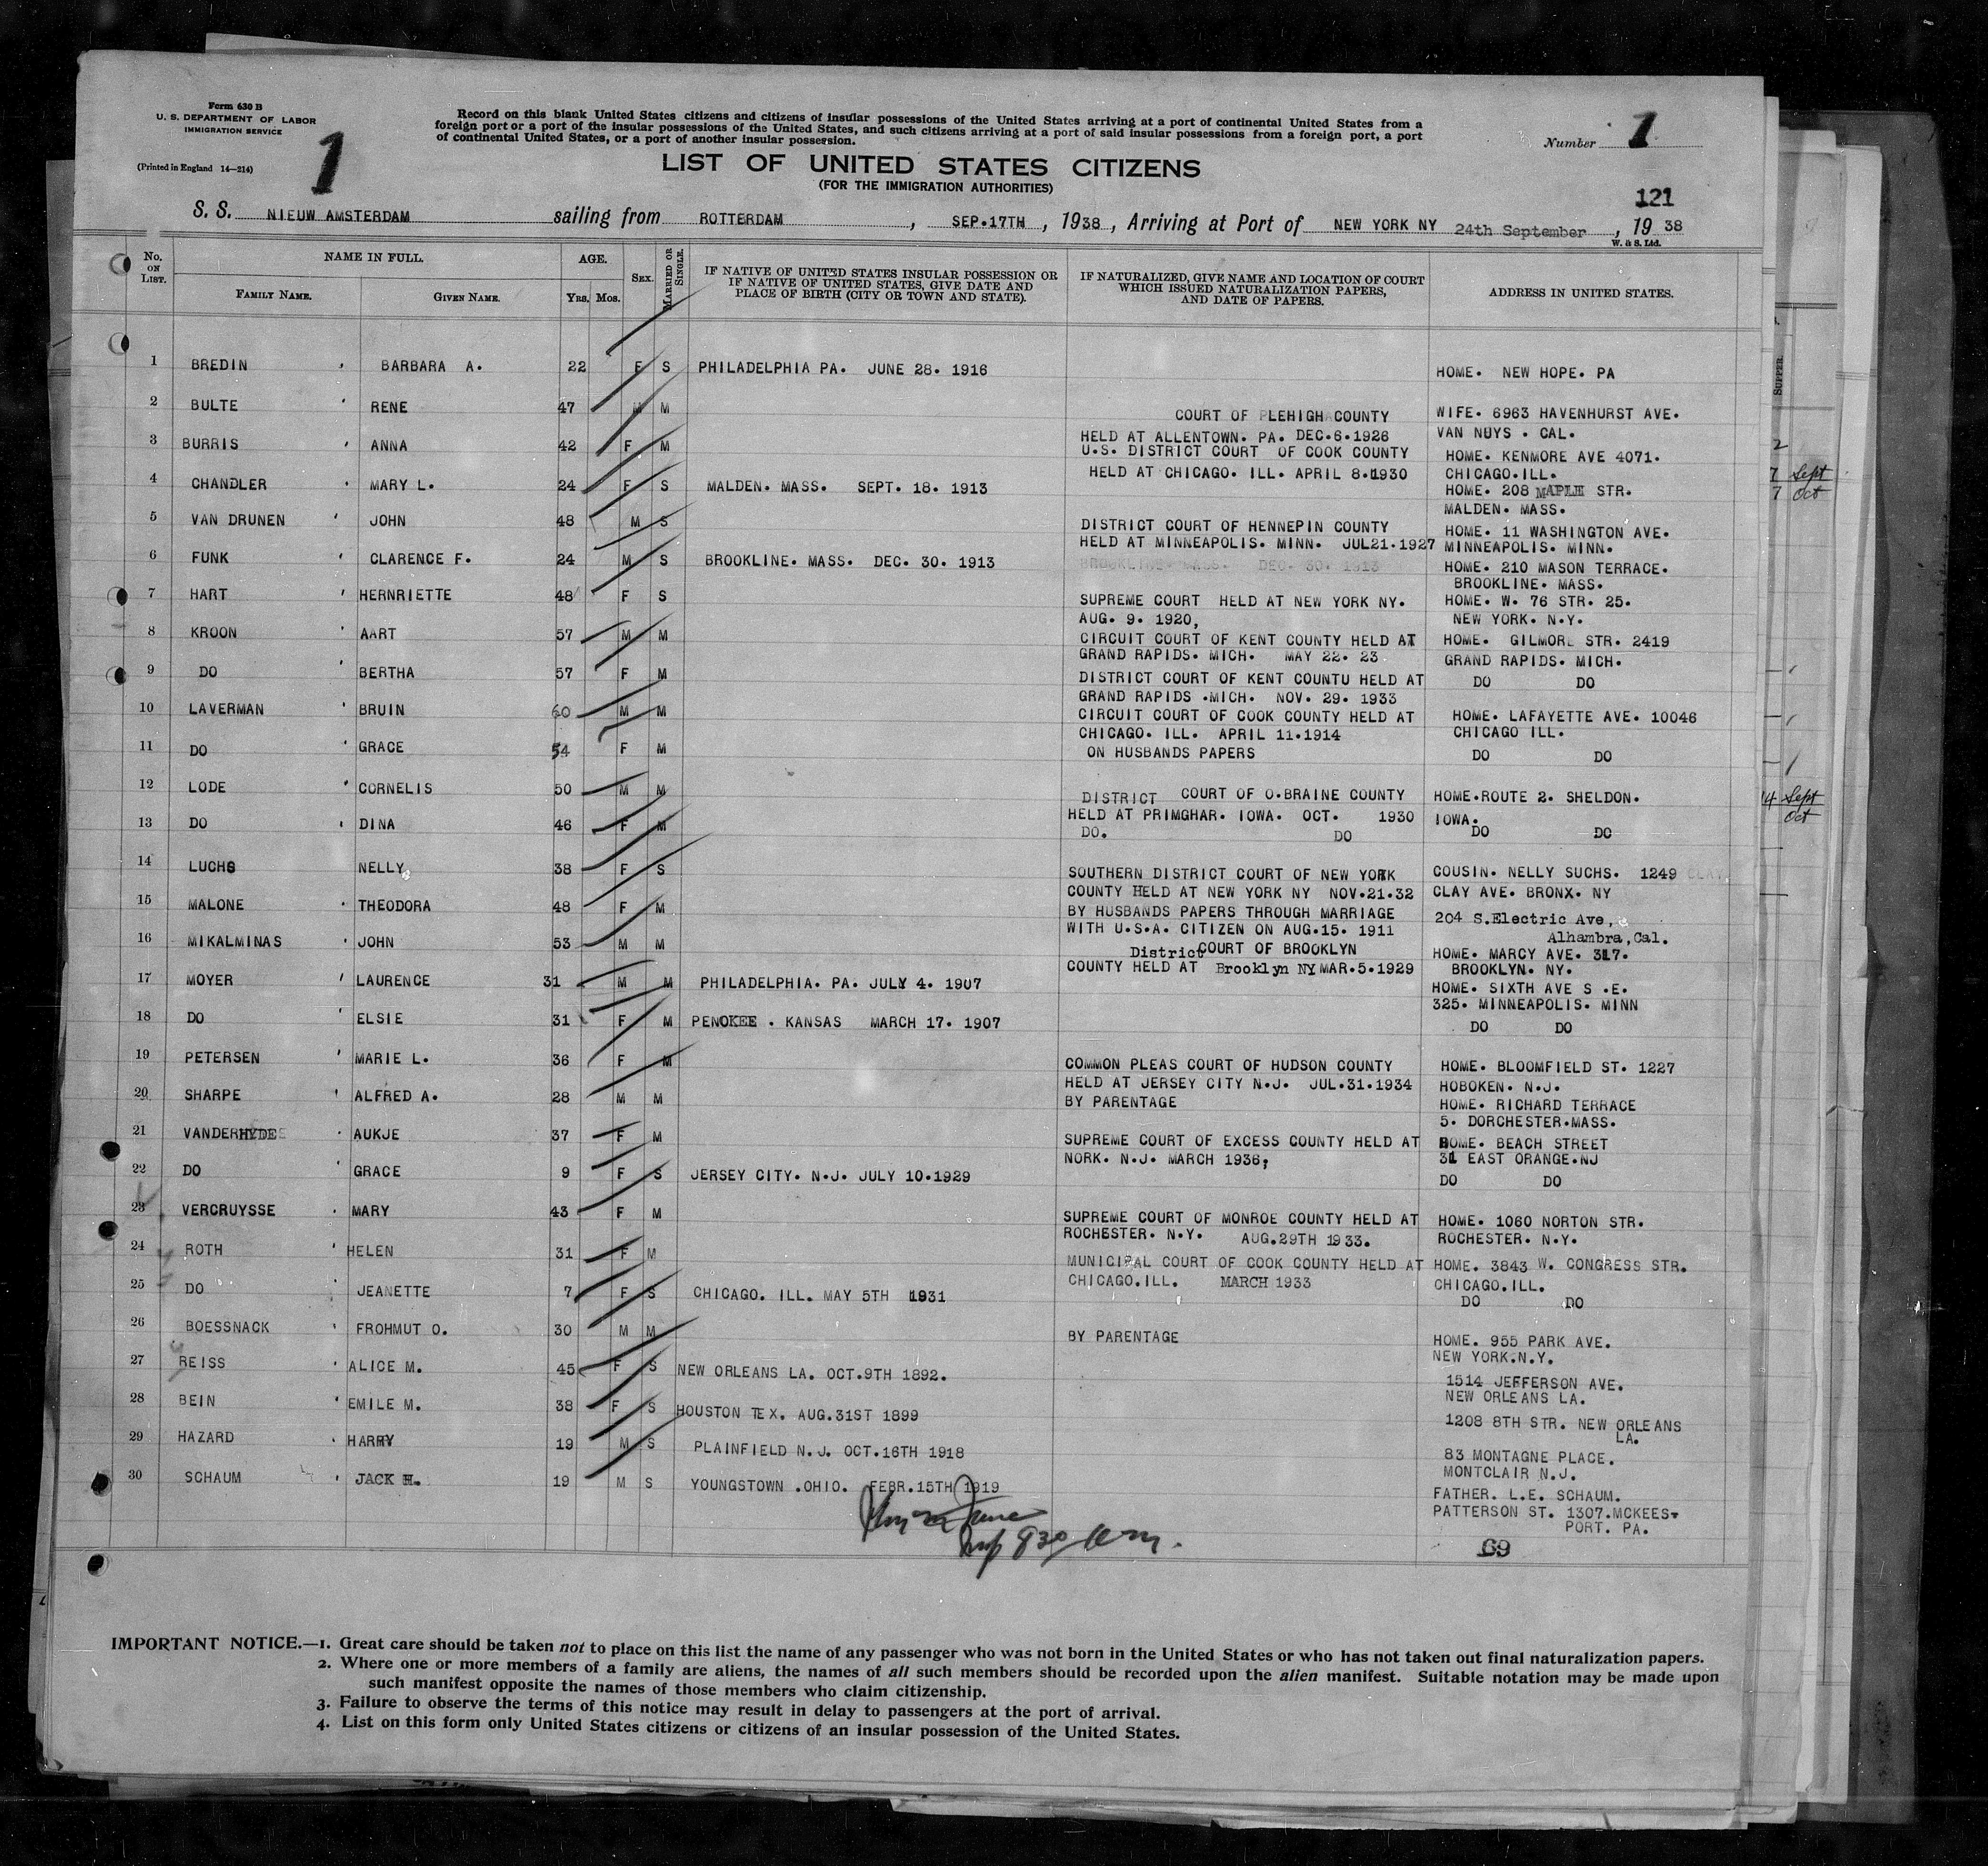 Form 630 B
U. S. DEPARTMENT OF LABOR
IMMIGRATION SERVICE
(Printed in England 14—214)
1
Record on this blank United States citizens and citizens of insular possessions of the United States arriving at a port of continental United States from a
foreign port or a port of the insular possessions of the United States, and such citizens arriving at a port of said insular possessions from a foreign port, a port
of continental United States, or a port of another insular possession.
Number 1
LIST OF UNITED STATES CITIZENS
(FOR THE IMMIGRATION AUTHORITIES)
121
S. S. NIEUW AMSTERDAM sailing from ROTTERDAM, SEP.17TH, 1938, Arriving at Port of NEW YORK NY 24th September, 1938
W. & S. Ltd.
No. ON LIST. NAME IN FULL. AGE. SEX. MARRIED OR SINGLE. IF NATIVE OF UNITED STATES INSULAR POSSESSION OR IF NATIVE OF UNITED STATES, GIVE DATE AND PLACE OF BIRTH (CITY OR TOWN AND STATE). IF NATURALIZED, GIVE NAME AND LOCATION OF COURT WHICH ISSUED NATURALIZATION PAPERS, AND DATE OF PAPERS. ADDRESS IN UNITED STATES.
FAMILY NAME. GIVEN NAME. YRS. MOS.
1 BREDIN BARBARA A. 22 F S PHILADELPHIA PA. JUNE 28. 1916 HOME. NEW HOPE. PA
2 BULTE RENE 47 M M COURT OF LEHIGH COUNTY WIFE. 6963 HAVENHURST AVE.
HELD AT ALLENTOWN. PA. DEC.6.1926 VAN NUYS . CAL.
3 BURRIS ANNA 42 F M U.S. DISTRICT COURT OF COOK COUNTY HOME. KENMORE AVE 4071.
HELD AT CHICAGO. ILL. APRIL 8.1930 CHICAGO.ILL.
4 CHANDLER MARY L. 24 F S MALDEN. MASS. SEPT. 18. 1913 HOME. 208 MAPLE STR.
MALDEN. MASS.
5 VAN DRUNEN JOHN 48 M S DISTRICT COURT OF HENNEPIN COUNTY HOME. 11 WASHINGTON AVE.
HELD AT MINNEAPOLIS. MINN. JUL21.1927 MINNEAPOLIS. MINN.
6 FUNK CLARENCE F. 24 M S BROOKLINE. MASS. DEC. 30. 1913 BROOKLINE. MASS. DEC. 30. 1913 HOME. 210 MASON TERRACE.
BROOKLINE. MASS.
7 HART HERNRIETTE 48 F S SUPREME COURT HELD AT NEW YORK NY. HOME. W. 76 STR. 25.
AUG. 9. 1920, NEW YORK. N.Y.
8 KROON AART 57 M M CIRCUIT COURT OF KENT COUNTY HELD AT HOME. GILMORE STR. 2419
GRAND RAPIDS. MICH. MAY 22. 23 GRAND RAPIDS. MICH.
9 DO BERTHA 57 F M DISTRICT COURT OF KENT COUNTU HELD AT DO DO
GRAND RAPIDS .MICH. NOV. 29. 1933
10 LAVERMAN BRUIN 60 M M CIRCUIT COURT OF COOK COUNTY HELD AT HOME. LAFAYETTE AVE. 10046
CHICAGO. ILL. APRIL 11.1914 CHICAGO ILL.
11 DO GRACE 54 F M ON HUSBANDS PAPERS DO DO
12 LODE CORNELIS 50 M M DISTRICT COURT OF O.BRAINE COUNTY HOME.ROUTE 2. SHELDON.
HELD AT PRIMGHAR. IOWA. OCT. 1930 IOWA.
13 DO DINA 46 F M DO. DO DO DO
14 LUCHS NELLY 38 F S SOUTHERN DISTRICT COURT OF NEW YORK COUSIN. NELLY SUCHS. 1249
COUNTY HELD AT NEW YORK NY NOV.21.32 CLAY AVE. BRONX. NY
15 MALONE THEODORA 48 F M BY HUSBANDS PAPERS THROUGH MARRIAGE 204 S.Electric Ave,
WITH U.S.A. CITIZEN ON AUG.15. 1911 Alhambra,Cal.
16 MIKALMINAS JOHN 53 M M District COURT OF BROOKLYN HOME. MARCY AVE. 317.
COUNTY HELD AT Brooklyn NY MAR.5.1929 BROOKLYN. NY.
17 MOYER LAURENCE 31 M M PHILADELPHIA. PA. JULY 4. 1907 HOME. SIXTH AVE S .E.
325. MINNEAPOLIS. MINN
18 DO ELSIE 31 F M PENOKEE . KANSAS MARCH 17. 1907 DO DO
19 PETERSEN MARIE L. 36 F M COMMON PLEAS COURT OF HUDSON COUNTY HOME. BLOOMFIELD ST. 1227
HELD AT JERSEY CITY N.J. JUL.31.1934 HOBOKEN. N.J.
20 SHARPE ALFRED A. 28 M M BY PARENTAGE HOME. RICHARD TERRACE
5. DORCHESTER.MASS.
21 VANDERHYDE AUKJE 37 F M SUPREME COURT OF EXCESS COUNTY HELD AT HOME. BEACH STREET
NORK. N.J. MARCH 1936, 31 EAST ORANGE.NJ
22 DO GRACE 9 F S JERSEY CITY. N.J. JULY 10.1929 DO DO
23 VERCRUYSSE MARY 43 F M SUPREME COURT OF MONROE COUNTY HELD AT HOME. 1060 NORTON STR.
ROCHESTER. N.Y. AUG.29TH 1933. ROCHESTER. N.Y.
24 ROTH HELEN 31 F M MUNICIPAL COURT OF COOK COUNTY HELD AT HOME. 3843 W. CONGRESS STR.
CHICAGO.ILL. MARCH 1933 CHICAGO.ILL.
25 DO JEANETTE 7 F S CHICAGO. ILL. MAY 5TH 1931 DO DO
26 BOESSNACK FROHMUT O. 30 M M BY PARENTAGE HOME. 955 PARK AVE.
NEW YORK.N.Y.
27 REISS ALICE M. 45 F S NEW ORLEANS LA. OCT.9TH 1892. 1514 JEFFERSON AVE.
NEW ORLEANS LA.
28 BEIN EMILE M. 38 F S HOUSTON TEX. AUG.31ST 1899 1208 8TH STR. NEW ORLEANS
LA.
29 HAZARD HARRY 19 M S PLAINFIELD N.J. OCT.16TH 1918 83 MONTAGNE PLACE.
MONTCLAIR N.J.
30 SCHAUM JACK H. 19 M S YOUNGSTOWN .OHIO. FEBR.15TH 1919 FATHER. L.E. SCHAUM.
PATTERSON ST. 1307.MCKEES-
PORT. PA.
69
IMPORTANT NOTICE.—1. Great care should be taken not to place on this list the name of any passenger who was not born in the United States or who has not taken out final naturalization papers.
2. Where one or more members of a family are aliens, the names of all such members should be recorded upon the alien manifest. Suitable notation may be made upon
such manifest opposite the names of those members who claim citizenship.
3. Failure to observe the terms of this notice may result in delay to passengers at the port of arrival.
4. List on this form only United States citizens or citizens of an insular possession of the United States.
SUPPER.
2
7 Sept
7 Oct
14 Sept
Oct